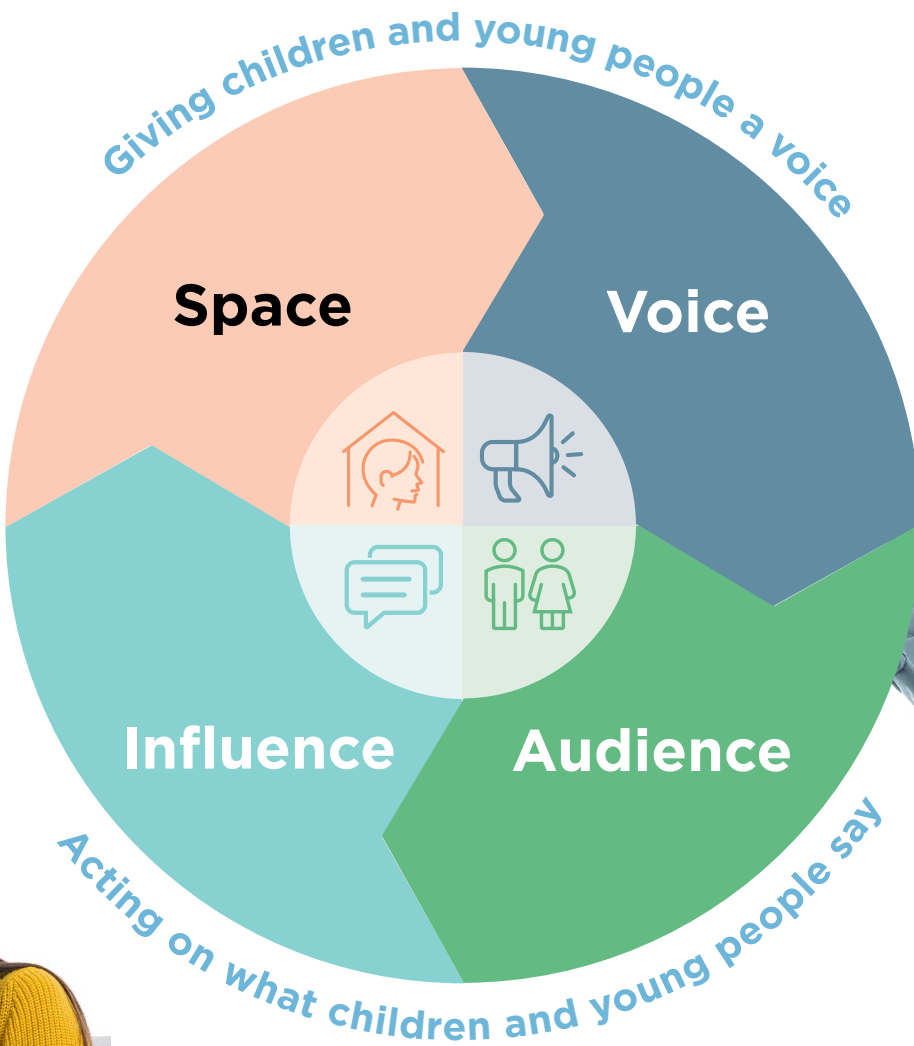 Giving children and young people a voice
Space
Voice
Influence
Audience
Acting on what children and young people say